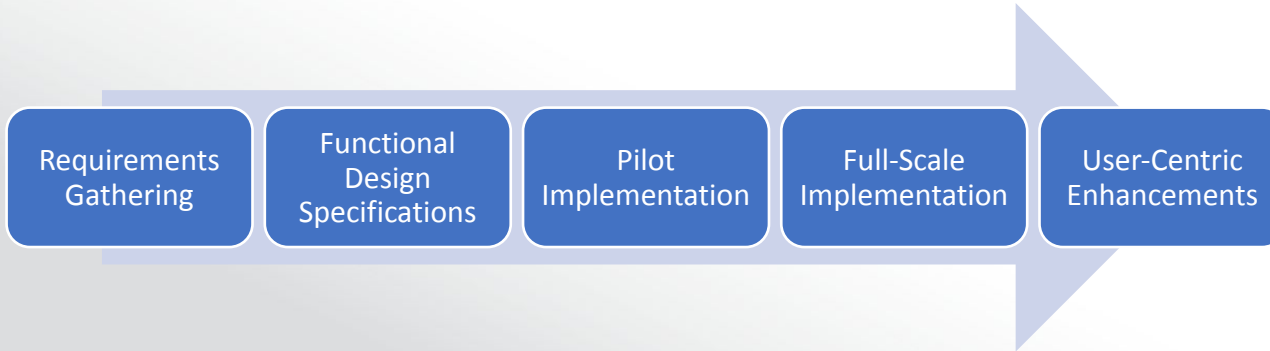 Requirements
Gathering
Functional
Design
Specifications
Pilot
Implementation
Full-Scale
Implementation
User-Centric
Enhancements